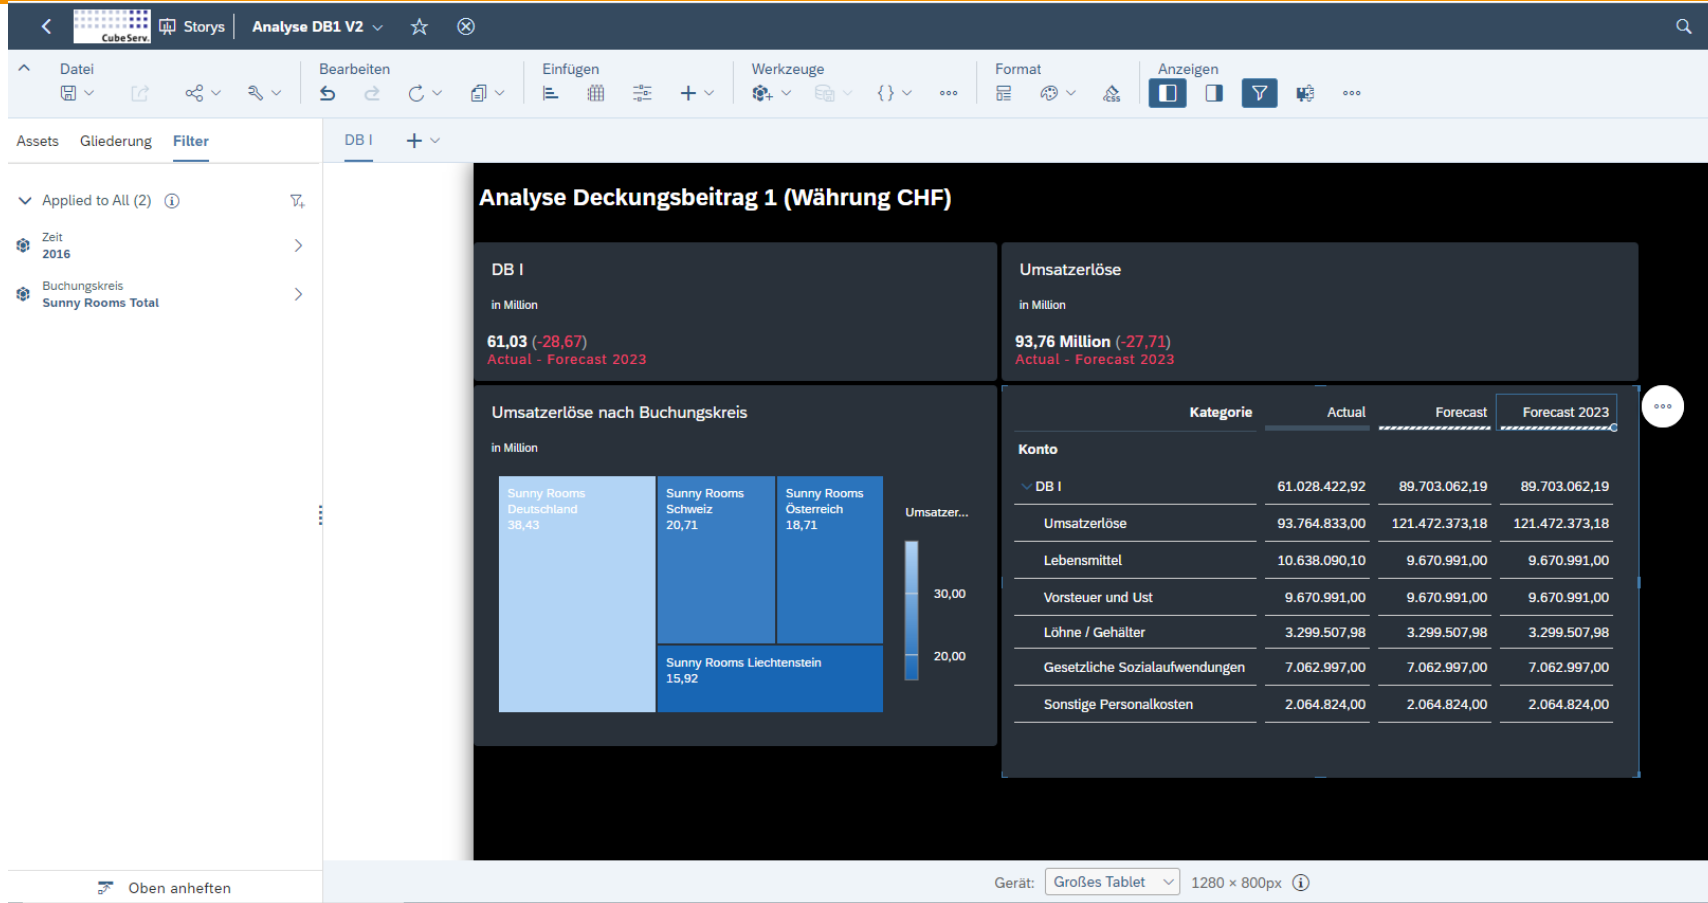 CubeServ.
Storys
Analyse DB1 V2
Datei
Bearbeiten
Einfügen
Werkzeuge
Format
Anzeigen
{ }
CSS
Assets
Gliederung
Filter
DB I
Applied to All (2)
Zeit
2016
Buchungskreis
Sunny Rooms Total
Oben anheften
Analyse Deckungsbeitrag 1 (Währung CHF)
DB I
in Million
61,03 (-28,67)
Actual - Forecast 2023
Umsatzerlöse
in Million
93,76 Million (-27,71)
Actual - Forecast 2023
Umsatzerlöse nach Buchungskreis
in Million
Sunny Rooms
Deutschland
38,43
Sunny Rooms
Schweiz
20,71
Sunny Rooms
Österreich
18,71
Sunny Rooms Liechtenstein
15,92
Umsatzer...
30,00
20,00
Kategorie Actual Forecast Forecast 2023
Konto
DB I 61.028.422,92 89.703.062,19 89.703.062,19
Umsatzerlöse 93.764.833,00 121.472.373,18 121.472.373,18
Lebensmittel 10.638.090,10 9.670.991,00 9.670.991,00
Vorsteuer und Ust 9.670.991,00 9.670.991,00 9.670.991,00
Löhne / Gehälter 3.299.507,98 3.299.507,98 3.299.507,98
Gesetzliche Sozialaufwendungen 7.062.997,00 7.062.997,00 7.062.997,00
Sonstige Personalkosten 2.064.824,00 2.064.824,00 2.064.824,00
Gerät: Großes Tablet 1280 × 800px